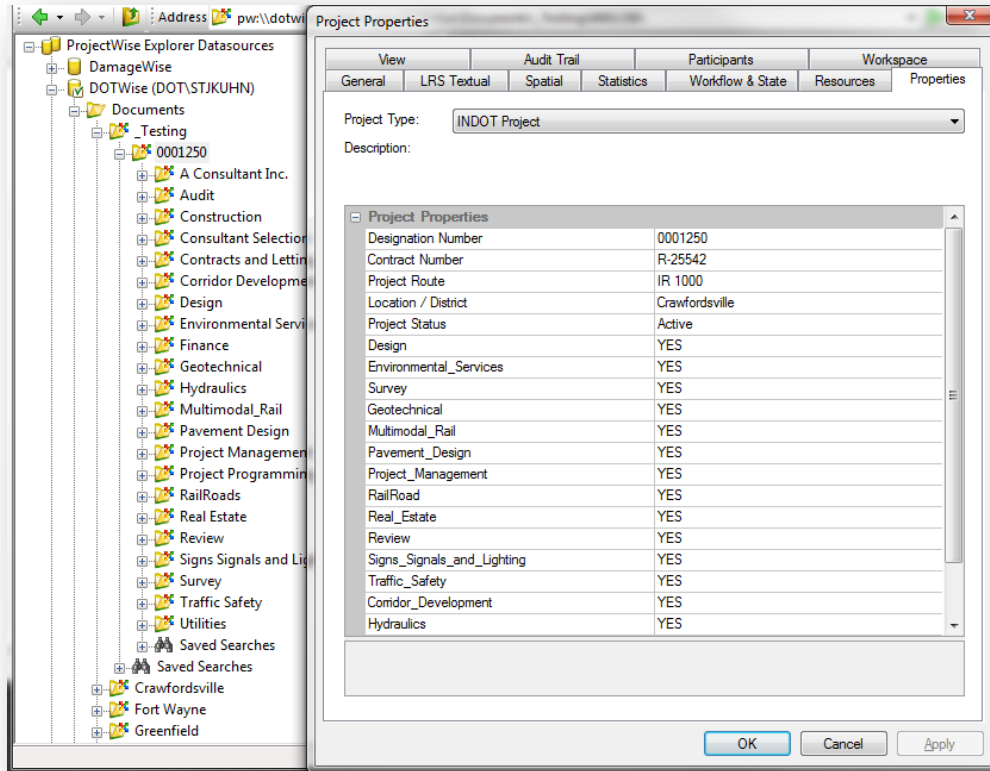 Address pw:\\dotwi
ProjectWise Explorer Datasources
DamageWise
DOTWise (DOT\STJKUHN)
Documents
_Testing
0001250
A Consultant Inc.
Audit
Construction
Consultant Selection
Contracts and Lettin
Corridor Developme
Design
Environmental Servi
Finance
Geotechnical
Hydraulics
Multimodal_Rail
Pavement Design
Project Managemen
Project Programmin
RailRoads
Real Estate
Review
Signs Signals and Lig
Survey
Traffic Safety
Utilities
Saved Searches
Saved Searches
Crawfordsville
Fort Wayne
Greenfield
Project Properties
View Audit Trail Participants Workspace
General LRS Textual Spatial Statistics Workflow & State Resources Properties
Project Type: INDOT Project
Description:
Project Properties
Designation Number 0001250
Contract Number R-25542
Project Route IR 1000
Location / District Crawfordsville
Project Status Active
Design YES
Environmental_Services YES
Survey YES
Geotechnical YES
Multimodal_Rail YES
Pavement_Design YES
Project_Management YES
RailRoad YES
Real_Estate YES
Review YES
Signs_Signals_and_Lighting YES
Traffic_Safety YES
Corridor_Development YES
Hydraulics YES
OK Cancel Apply